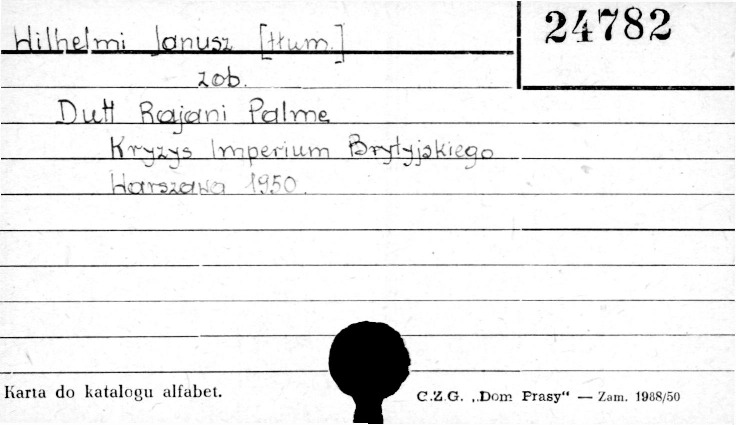 Wilhelmi Janusz [tłum.]
24782
zob.
Dutt Rajani Palme
Kryzys Imperium Brytyjskiego
Warszawa 1950.
Karta do katalogu alfabet.
C.Z.G. „Dom Prasy" — Zam. 1988/50